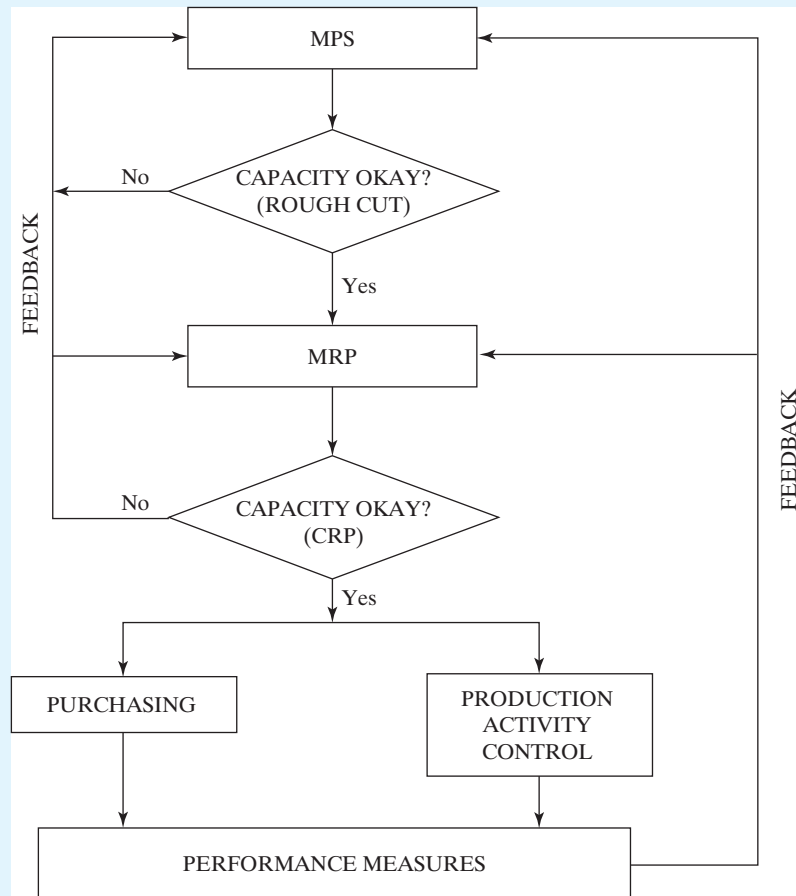 MPS
No
CAPACITY OKAY?
(ROUGH CUT)
FEEDBACK
Yes
MRP
FEEDBACK
No
CAPACITY OKAY?
(CRP)
Yes
PURCHASING
PRODUCTION
ACTIVITY
CONTROL
PERFORMANCE MEASURES